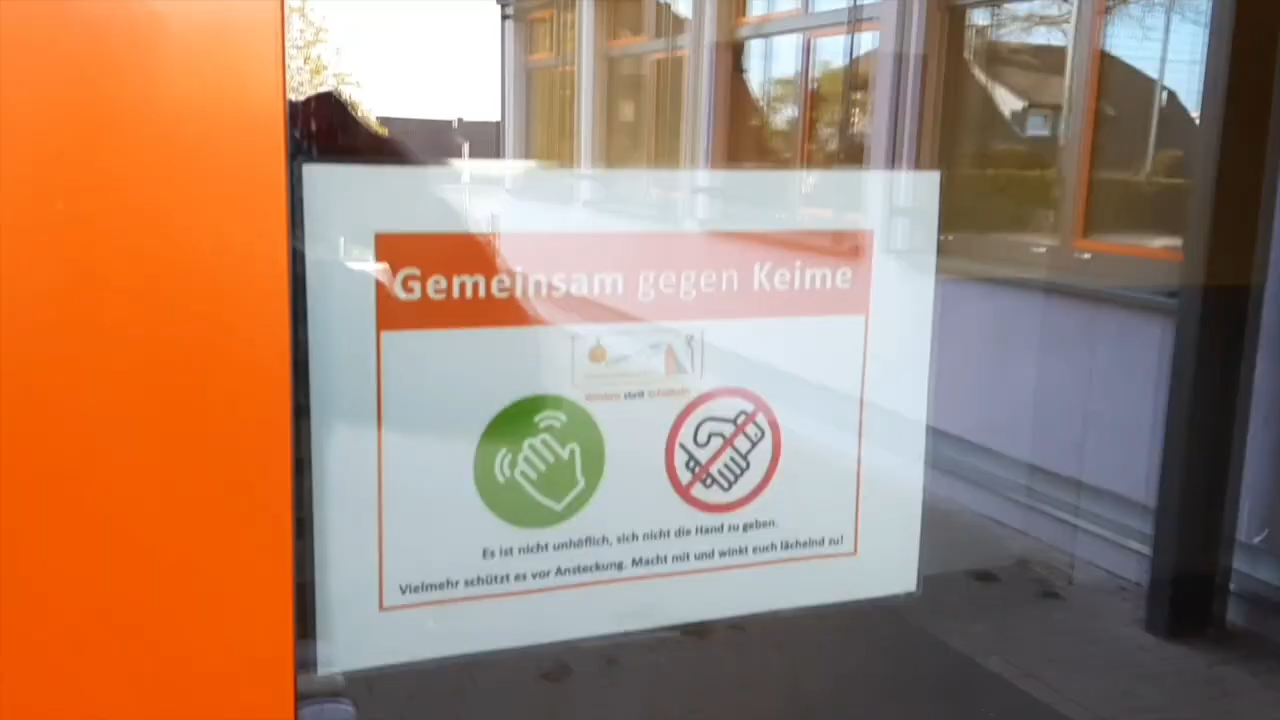 Gemeinsam gegen Keime
Es ist nicht unhöflich, sich nicht die Hand zu geben.
Vielmehr schützt es vor Ansteckung. Macht mit und winkt euch lächelnd zu!